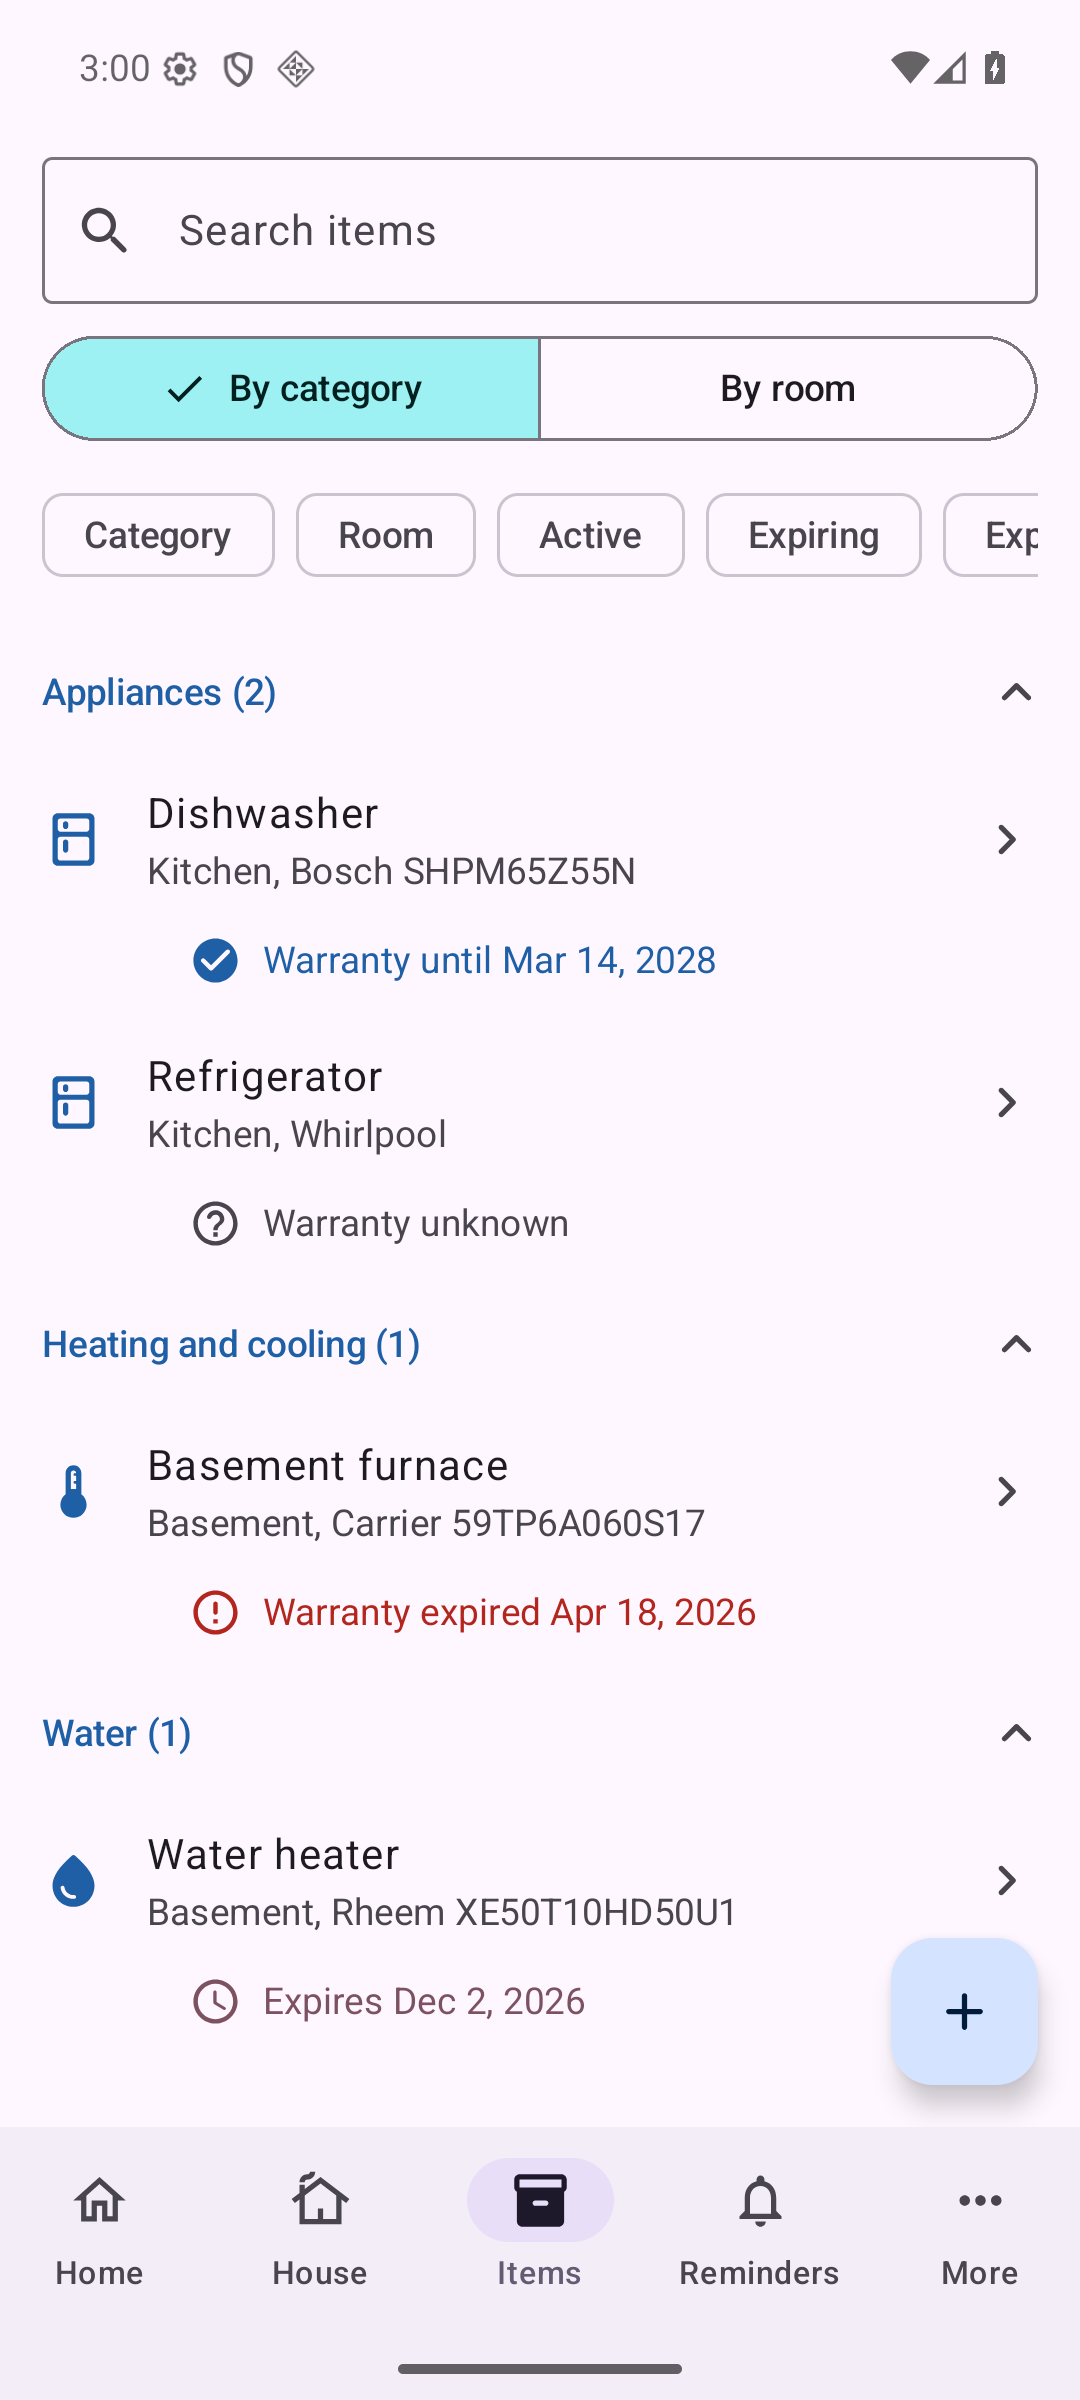 3:00
Search items
By category
By room
Category
Room
Active
Expiring
Exp
Appliances (2)
Dishwasher
Kitchen, Bosch SHPM65Z55N
Warranty until Mar 14, 2028
Refrigerator
Kitchen, Whirlpool
Warranty unknown
Heating and cooling (1)
Basement furnace
Basement, Carrier 59TP6A060S17
Warranty expired Apr 18, 2026
Water (1)
Water heater
Basement, Rheem XE50T10HD50U1
Expires Dec 2, 2026
Home
House
Items
Reminders
More